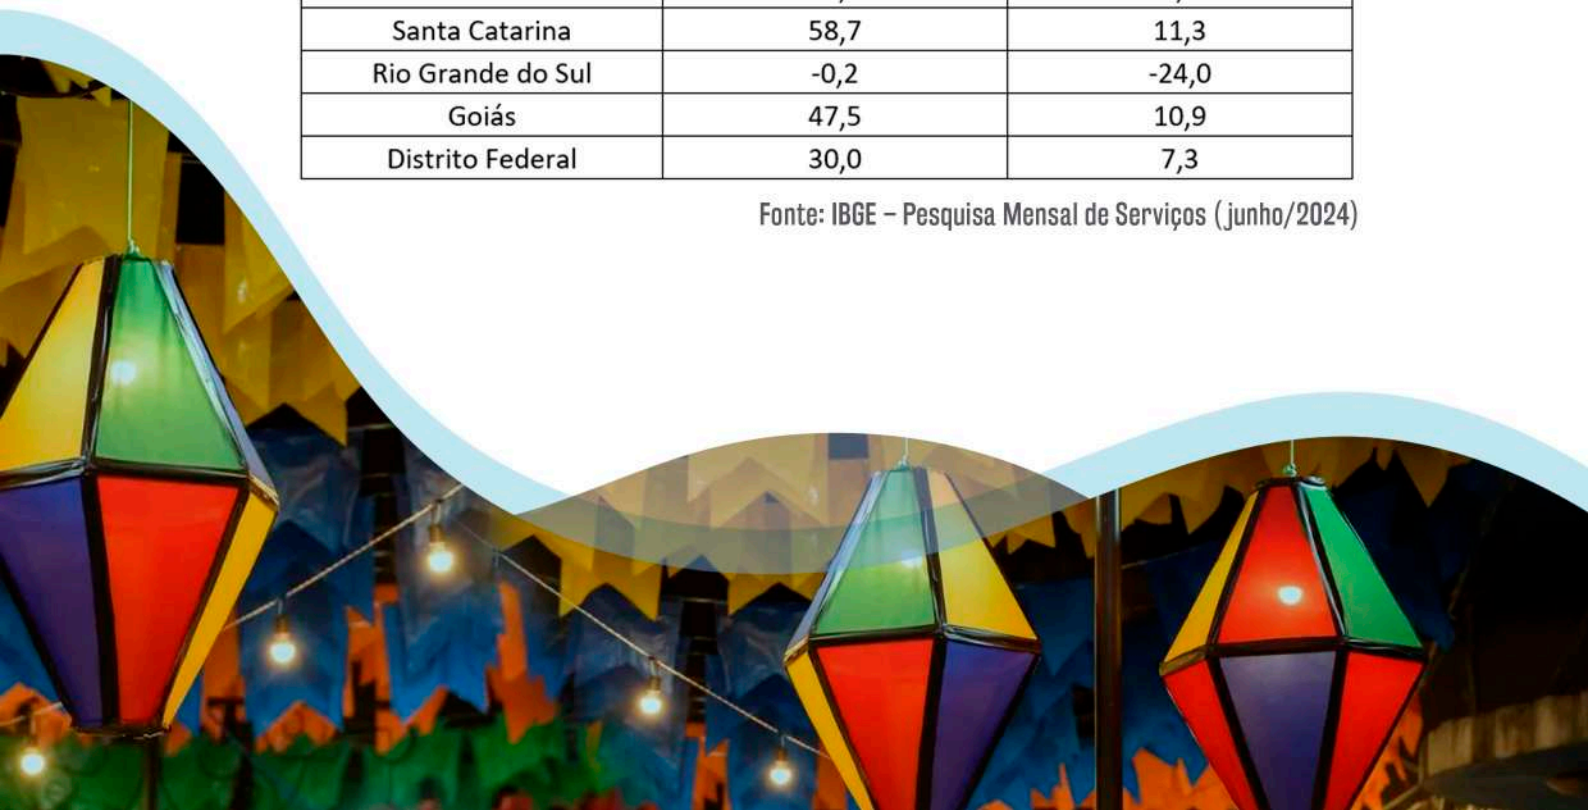 Santa Catarina 58,7 11,3
Rio Grande do Sul -0,2 -24,0
Goiás 47,5 10,9
Distrito Federal 30,0 7,3
Fonte: IBGE – Pesquisa Mensal de Serviços (junho/2024)